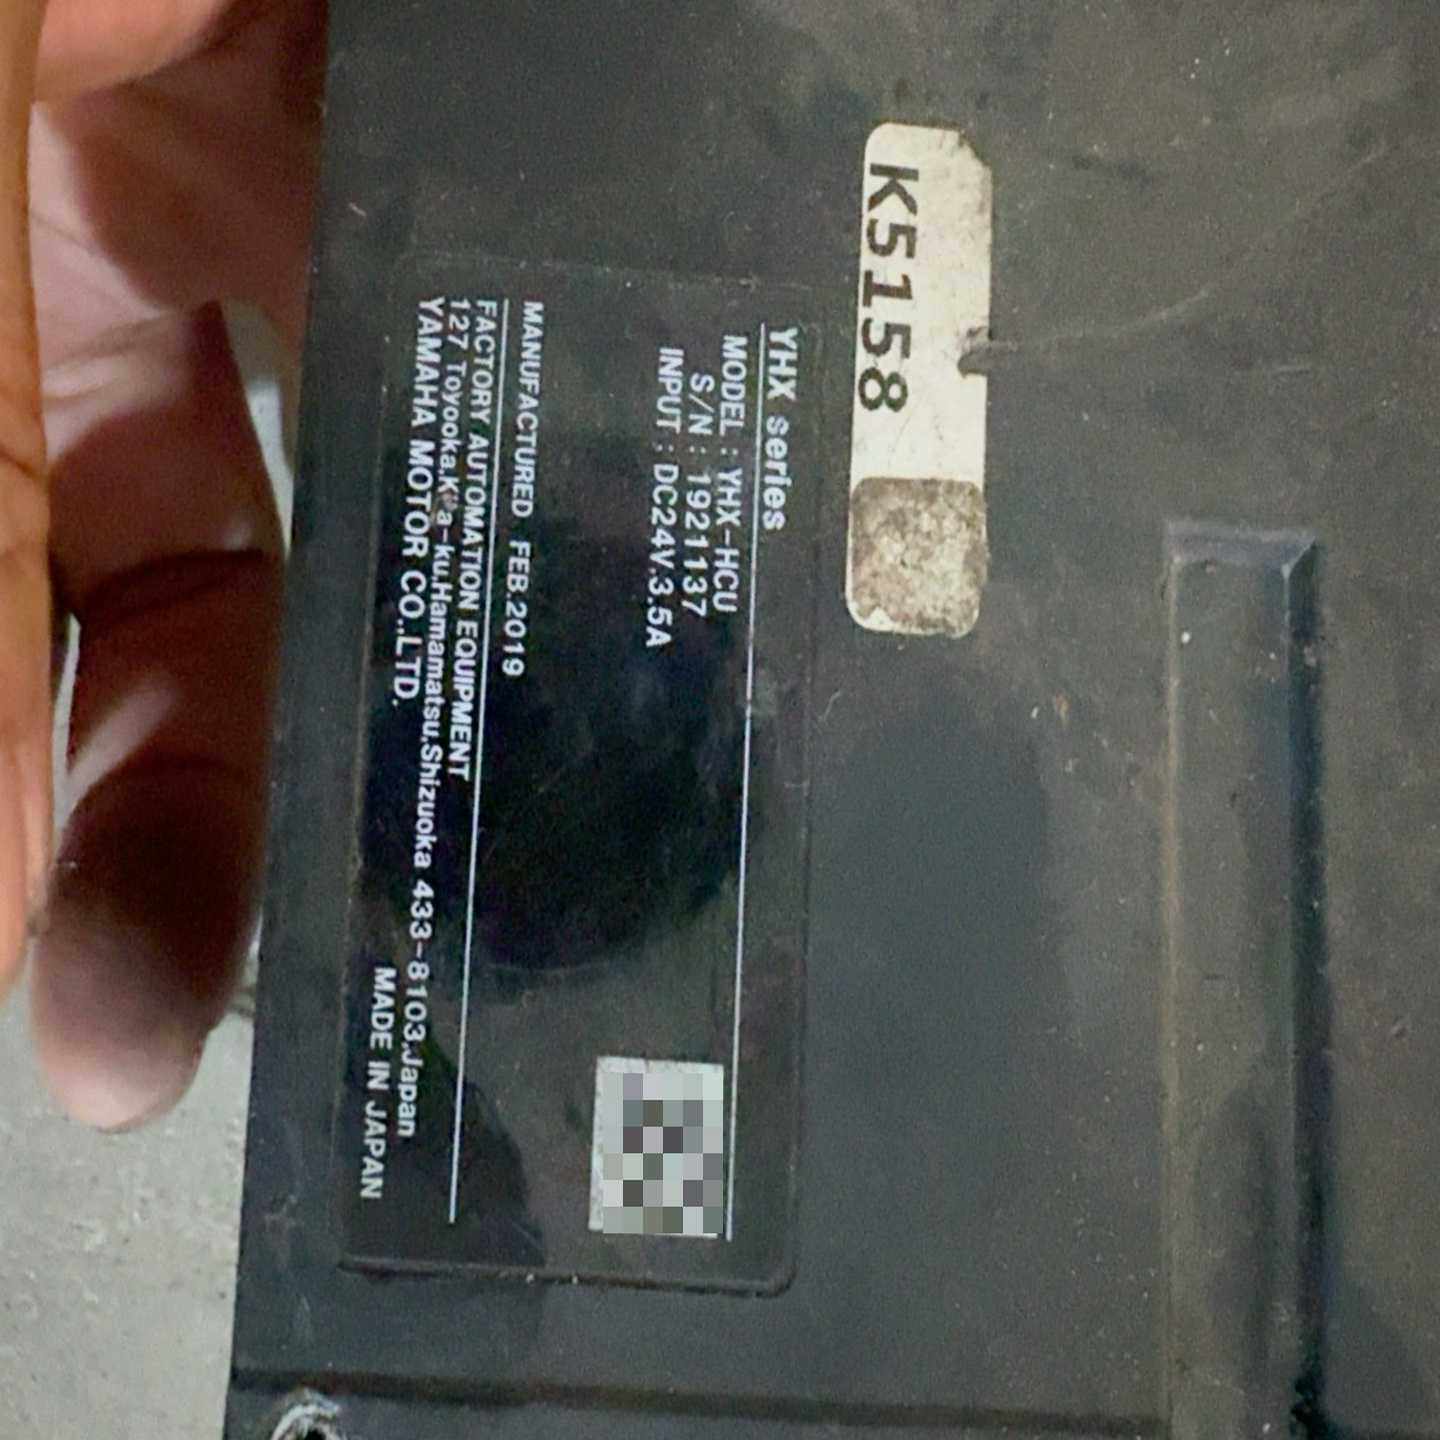 K5158
YHX series
MODEL : YHX-HCU
S/N : 1921137
INPUT : DC24V.3.5A
MANUFACTURED FEB.2019
FACTORY AUTOMATION EQUIPMENT
127 Toyooka, -ku,Hamamatsu,Shizuoka 433-8103,Japan
YAMAHA MOTOR CO.,LTD.
MADE IN JAPAN